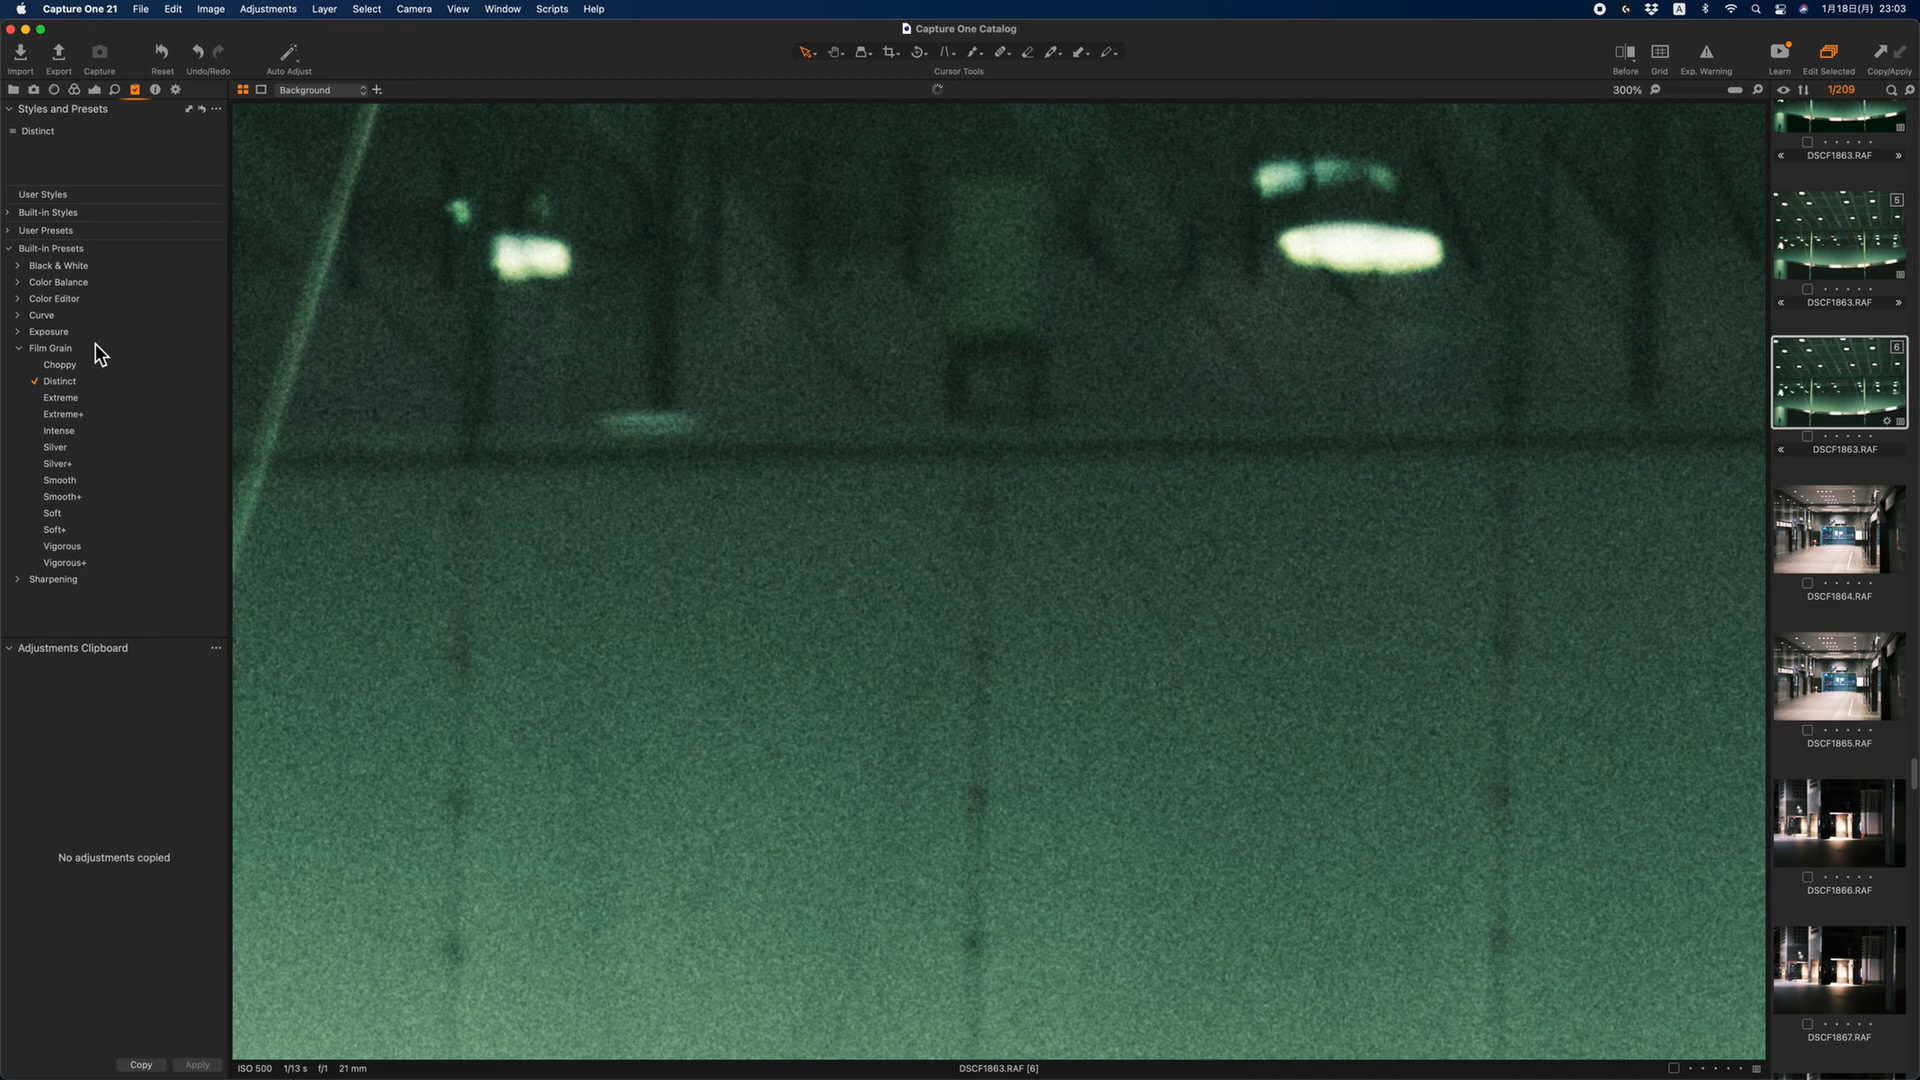 Capture One 21 File Edit Image Adjustments Layer Select Camera View Window Scripts Help A 1月18日(月) 23:03
Capture One Catalog
Import Export Capture Reset Undo/Redo Auto Adjust Cursor Tools Before Grid Exp. Warning Learn Edit Selected Copy/Apply
Background 300% 1/209
Styles and Presets
Distinct
User Styles
Built-in Styles
User Presets
Built-in Presets
Black & White
Color Balance
Color Editor
Curve
Exposure
Film Grain
Choppy
Distinct
Extreme
Extreme+
Intense
Silver
Silver+
Smooth
Smooth+
Soft
Soft+
Vigorous
Vigorous+
Sharpening
Adjustments Clipboard
No adjustments copied
Copy Apply
ISO 500 1/13 s f/1 21 mm DSCF1863.RAF [6]
DSCF1863.RAF
5
DSCF1863.RAF
6
DSCF1863.RAF
DSCF1864.RAF
DSCF1865.RAF
DSCF1866.RAF
DSCF1867.RAF